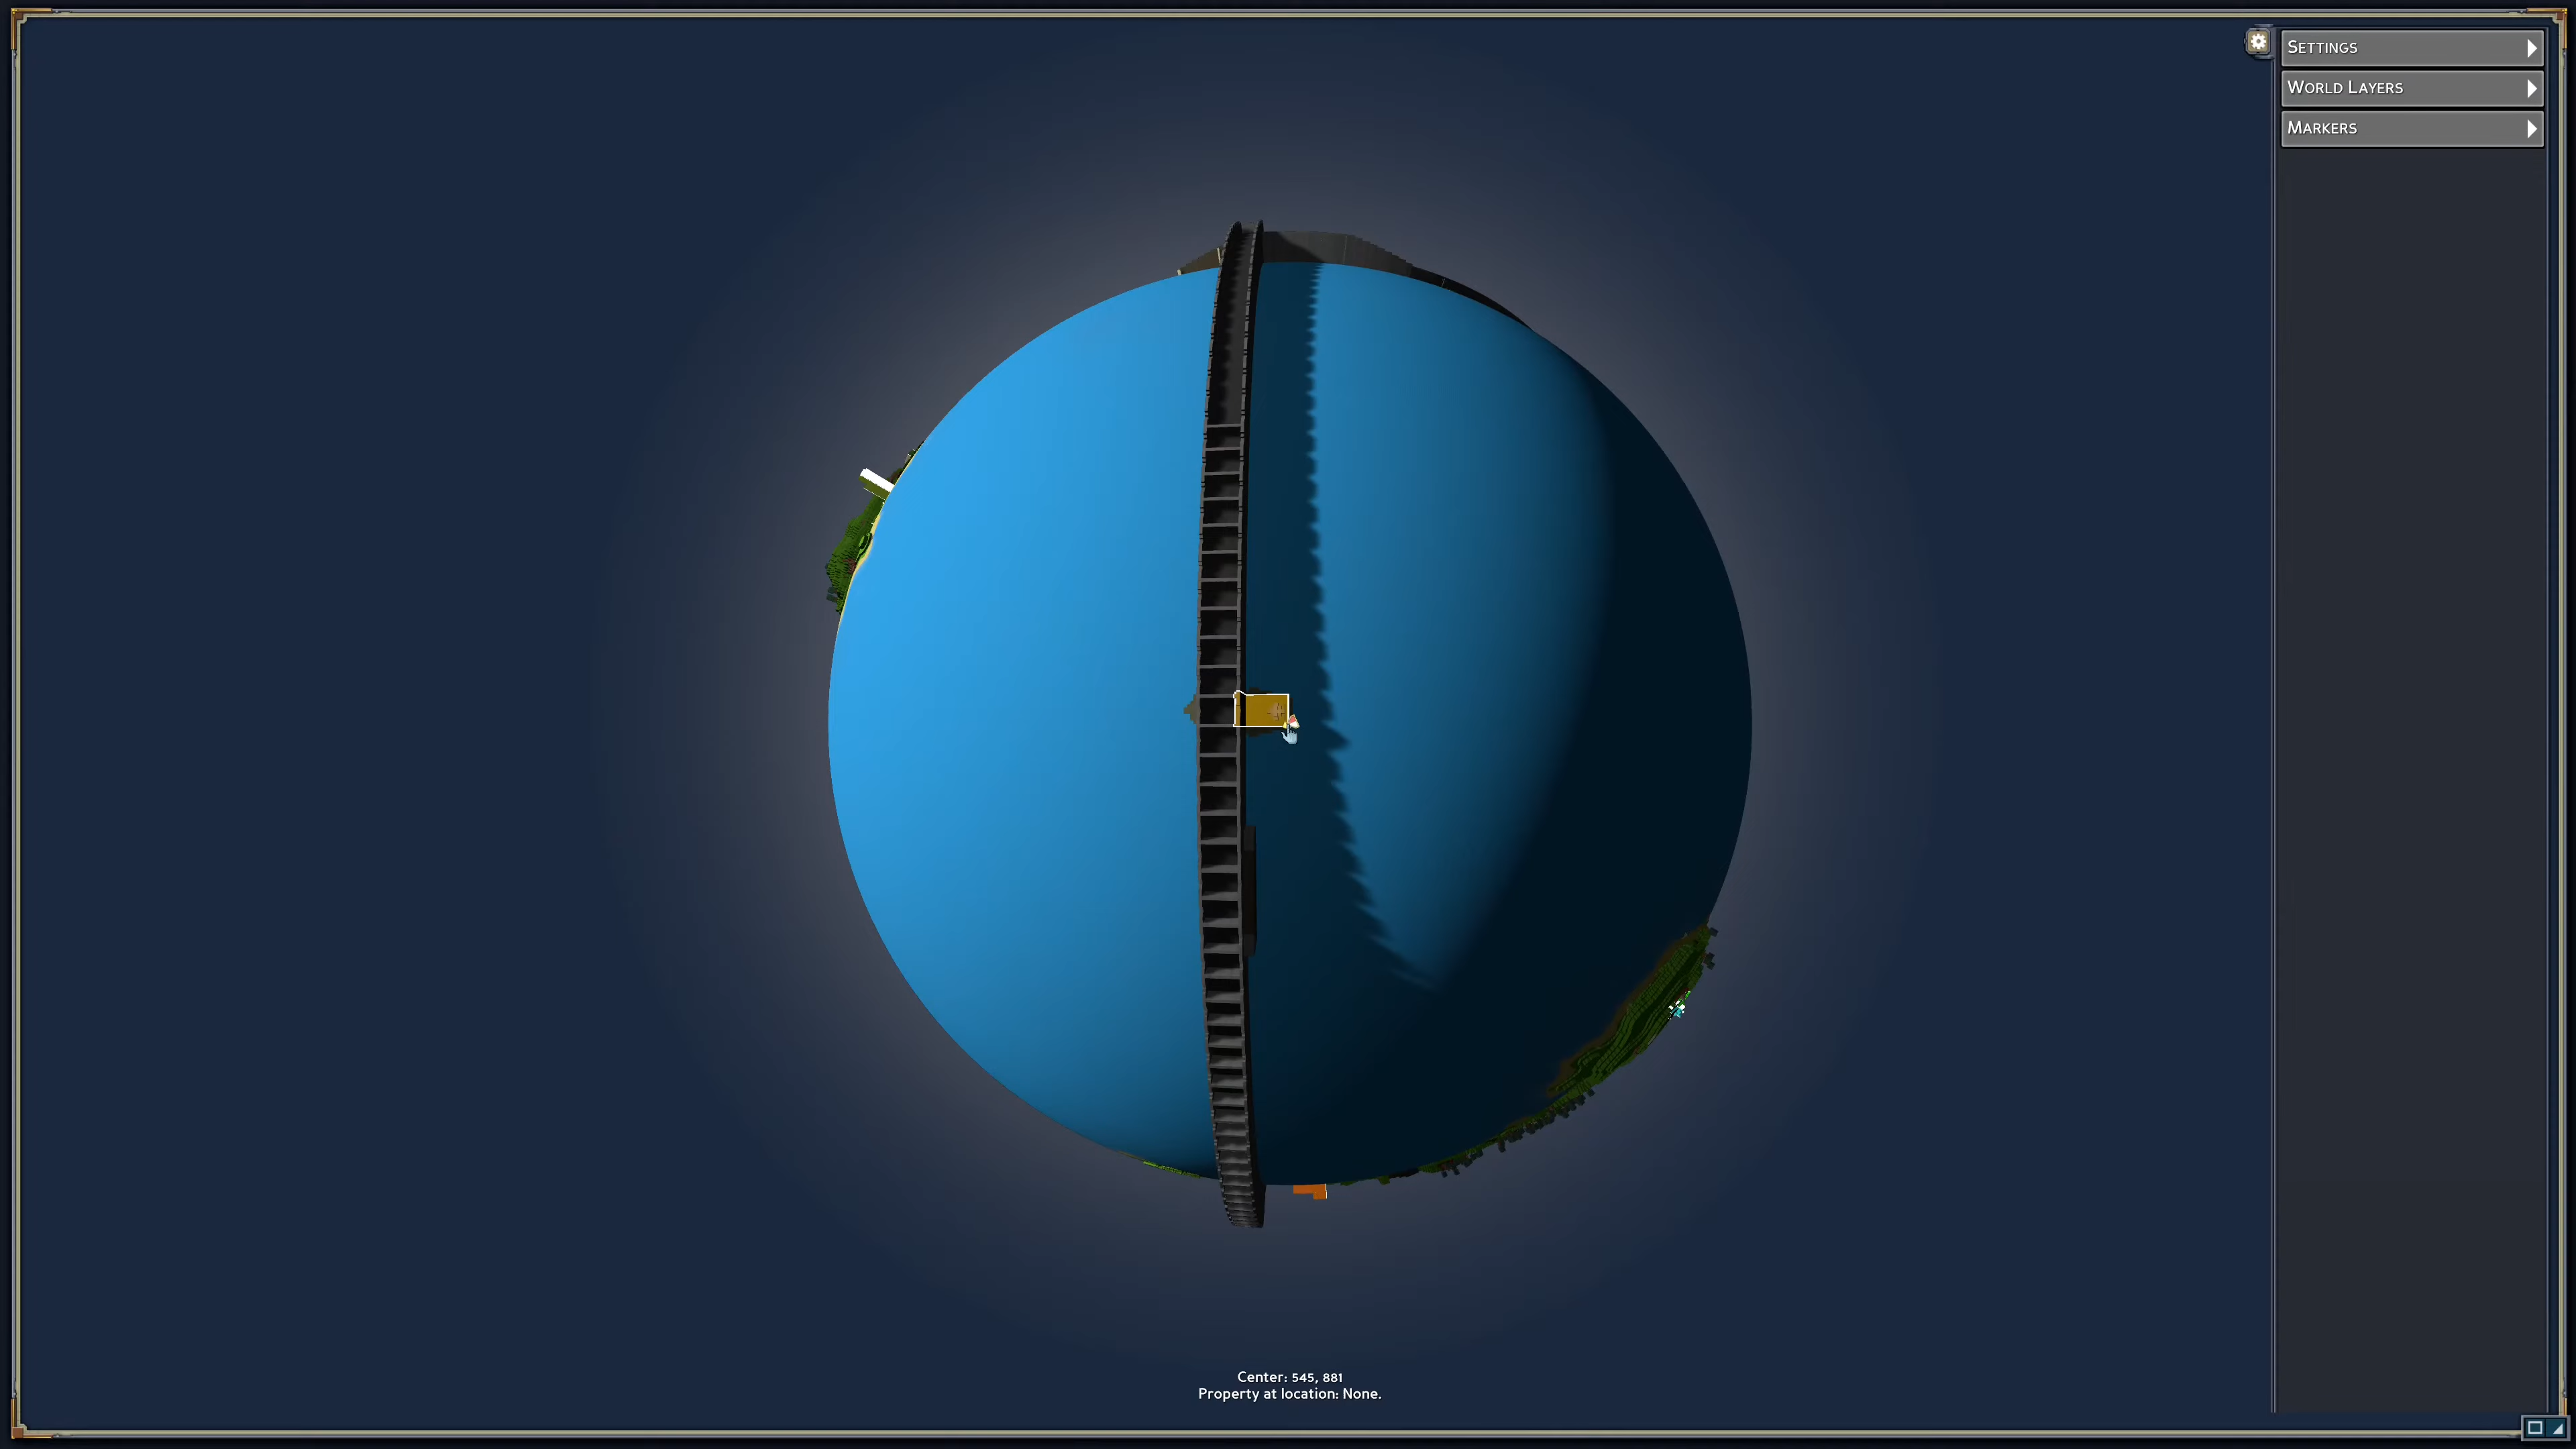 SETTINGS
WORLD LAYERS
MARKERS
Center: 545, 881
Property at location: None.